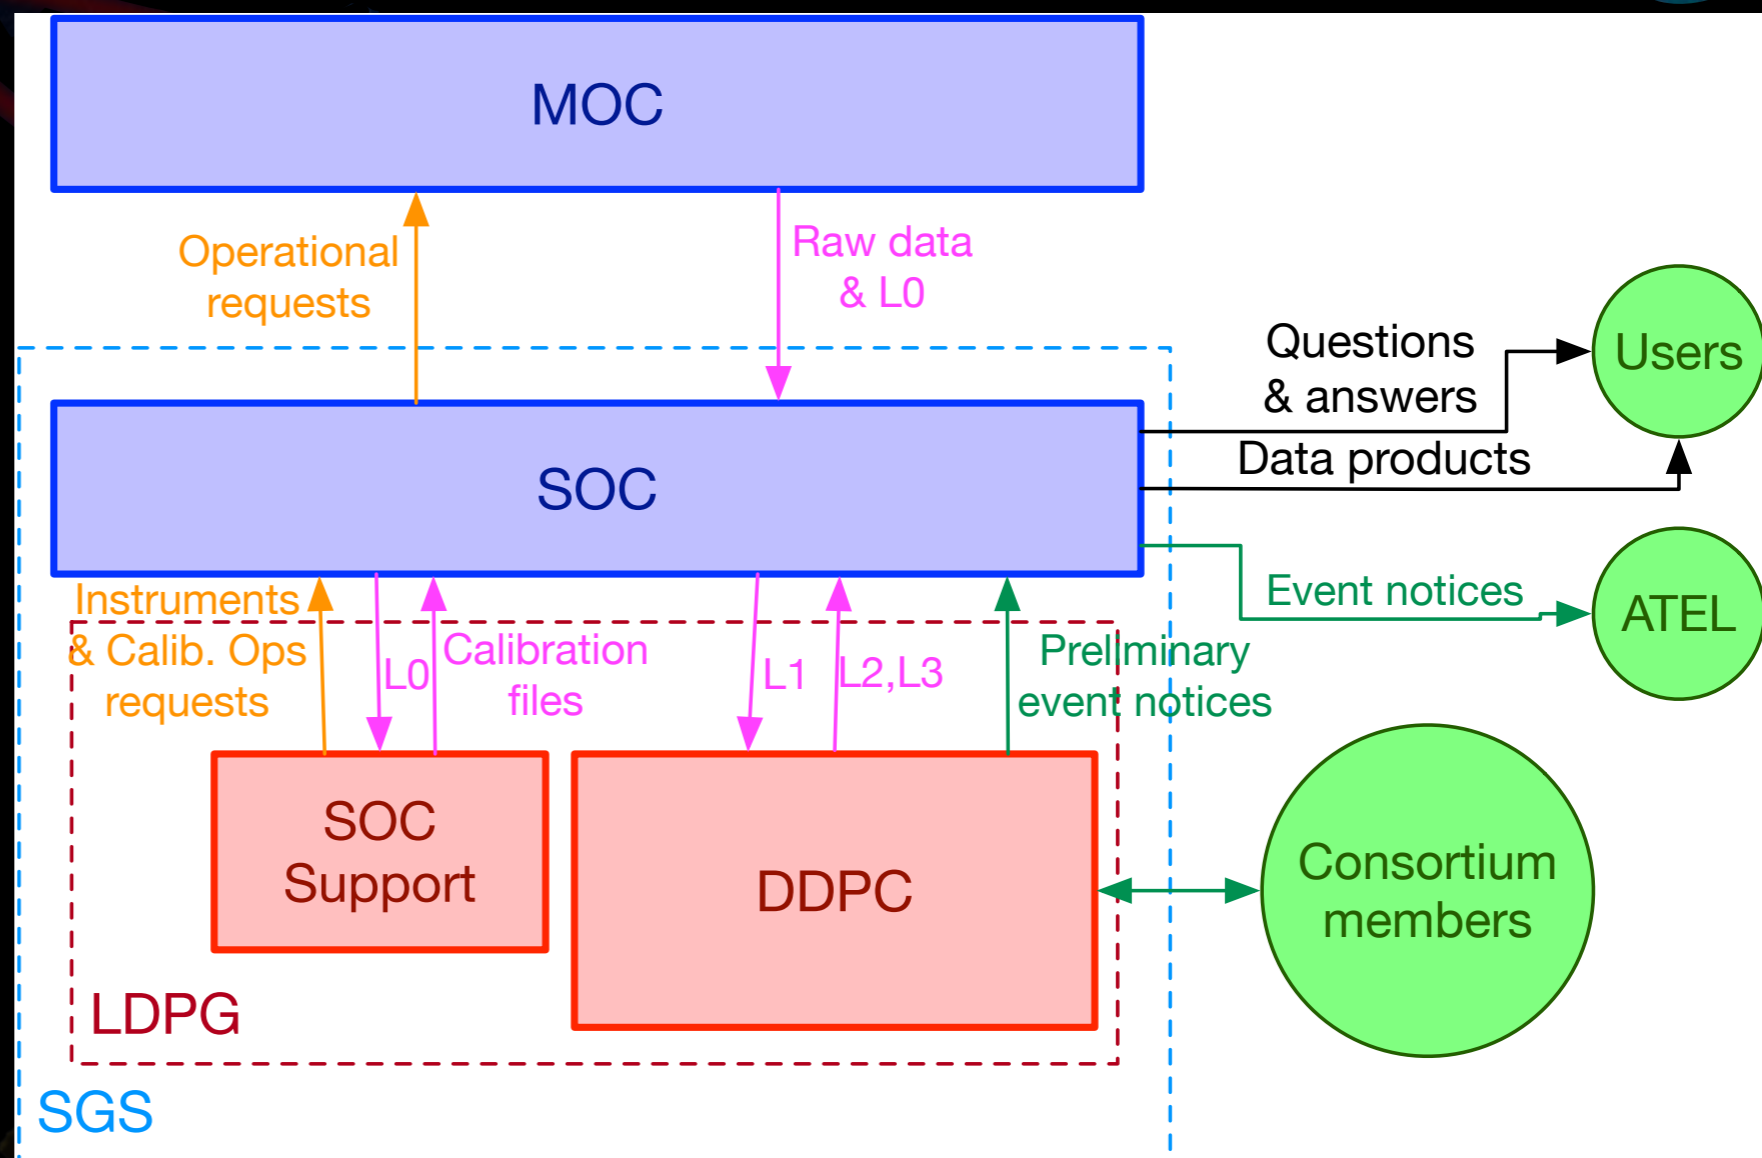 MOC
Operational
requests
Raw data
& L0
Questions
& answers
Users
Data products
SOC
Event notices
ATEL
Instruments
& Calib. Ops
requests
L0
Calibration
files
L1
L2,L3
Preliminary
event notices
SOC
Support
DDPC
Consortium
members
LDPG
SGS